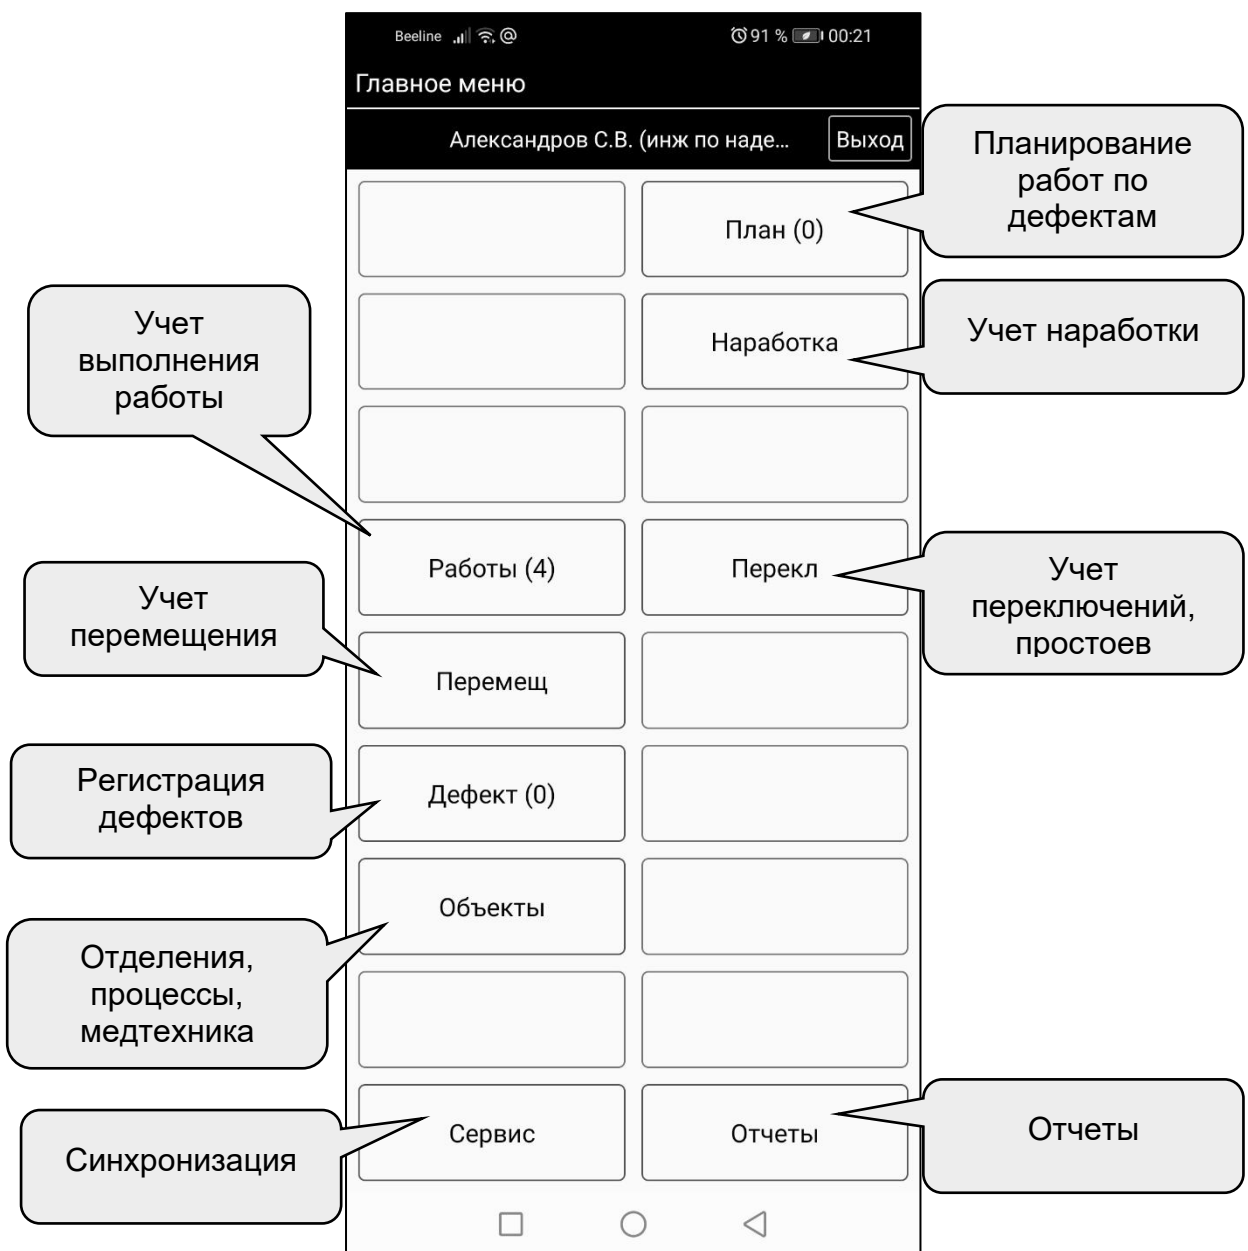 Beeline 91 % 00:21
Главное меню
Александров С.В. (инж по наде... Выход
Планирование
работ по
дефектам
План (0)
Учет наработки
Наработка
Учет
выполнения
работы
Работы (4)
Перекл
Учет
переключений,
простоев
Учет
перемещения
Перемещ
Регистрация
дефектов
Дефект (0)
Объекты
Отделения,
процессы,
медтехника
Сервис
Отчеты
Отчеты
Синхронизация